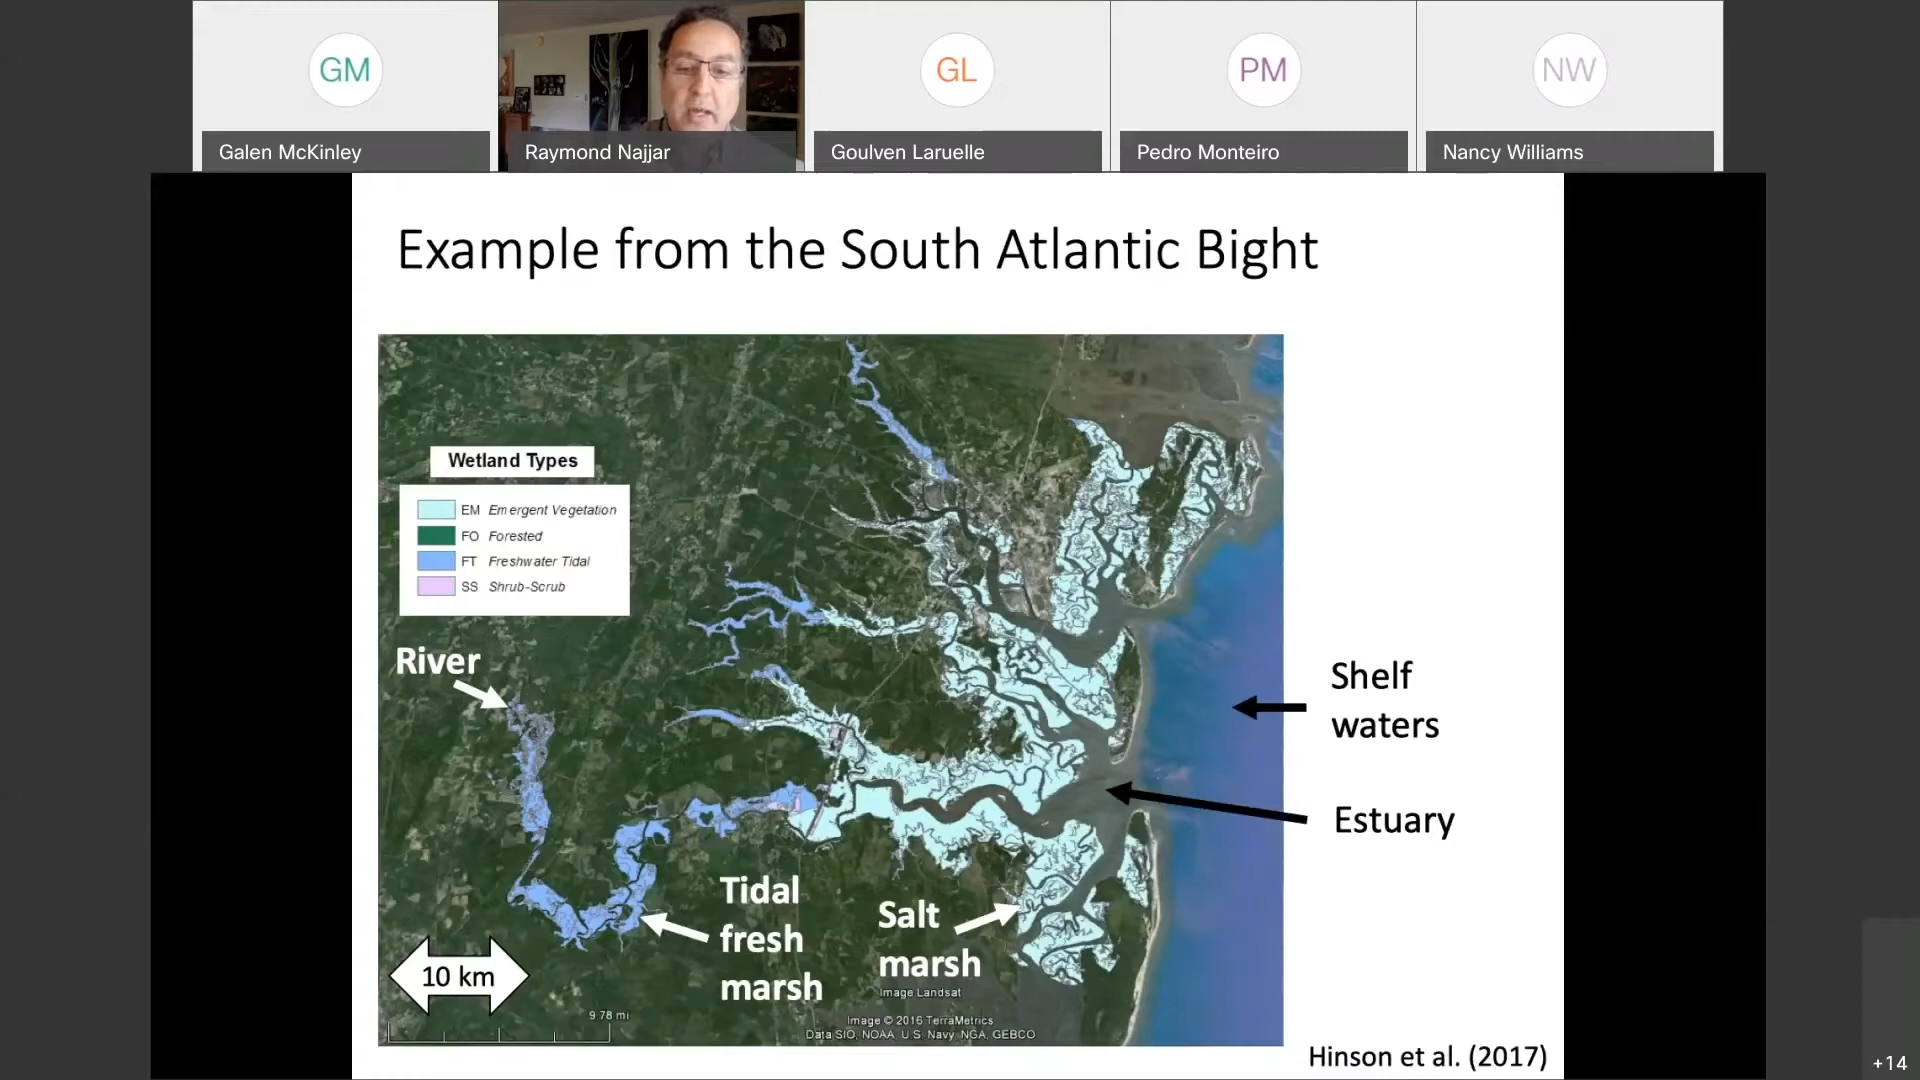 GM
GL
PM
NW
Galen McKinley
Raymond Najjar
Goulven Laruelle
Pedro Monteiro
Nancy Williams
Example from the South Atlantic Bight
Wetland Types
EM Emergent Vegetation
FO Forested
FT Freshwater Tidal
SS Shrub-Scrub
River
Shelf
waters
Estuary
Tidal
fresh
marsh
Salt
marsh
10 km
9.78 mi
Image Landsat
Image © 2016 TerraMetrics
Data SIO, NOAA, U.S. Navy, NGA, GEBCO
Hinson et al. (2017)
+14